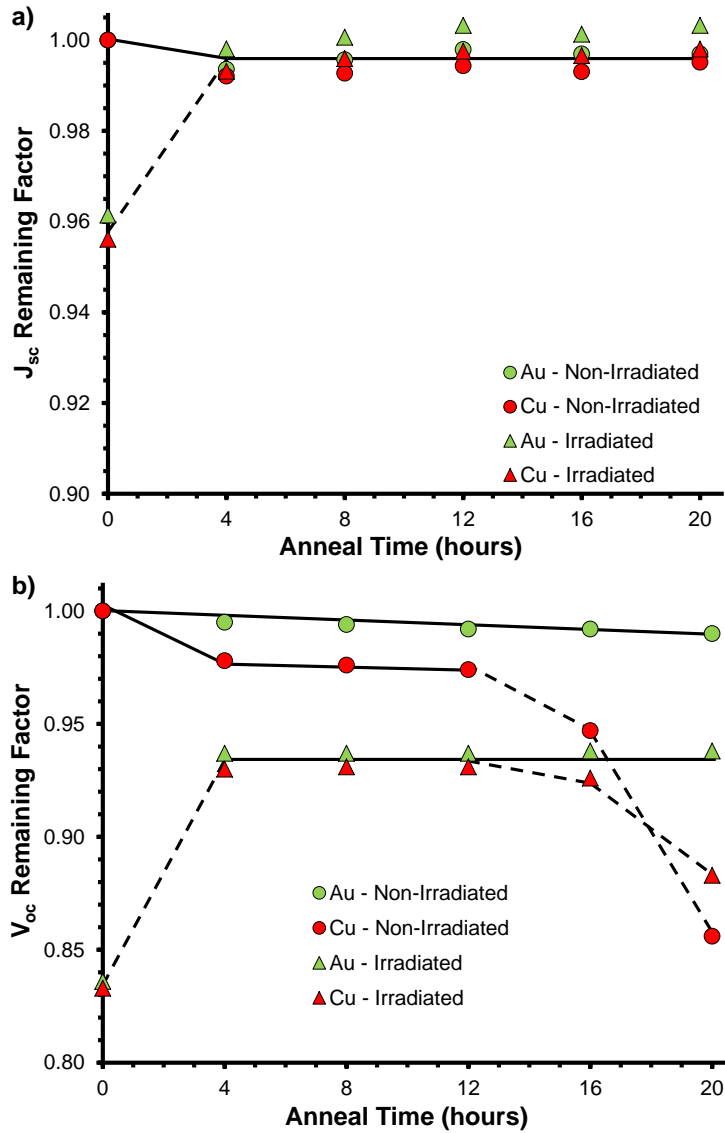 a)
1.00
0.98
0.96
0.94
0.92
0.90
Jsc Remaining Factor
Au - Non-Irradiated
Cu - Non-Irradiated
Au - Irradiated
Cu - Irradiated
0 4 8 12 16 20
Anneal Time (hours)
b)
1.00
0.95
0.90
0.85
0.80
Voc Remaining Factor
Au - Non-Irradiated
Cu - Non-Irradiated
Au - Irradiated
Cu - Irradiated
0 4 8 12 16 20
Anneal Time (hours)